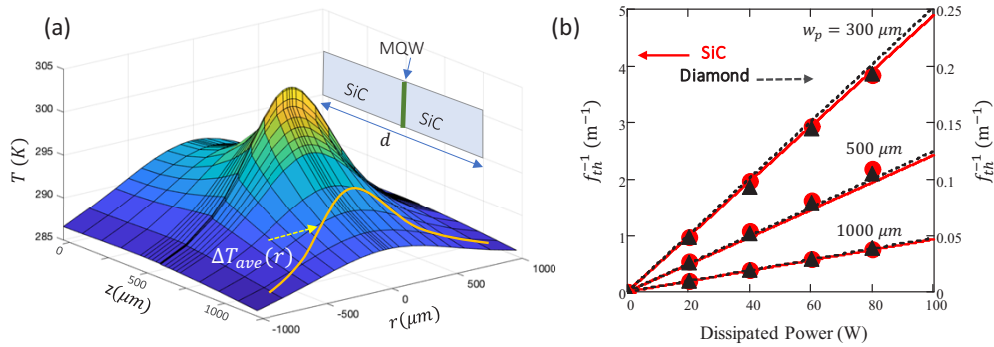 (a)
305
300
295
290
285
T (K)
MQW
SiC
SiC
d
ΔT_ave(r)
0
500
1000
z(μm)
-1000
-500
0
500
1000
r(μm)
(b)
5
4
3
2
1
0
f_th^-1 (m^-1)
SiC
Diamond
w_p = 300 μm
500 μm
1000 μm
0.25
0.20
0.15
0.1
0.05
0
f_th^-1 (m^-1)
0
20
40
60
80
100
Dissipated Power (W)